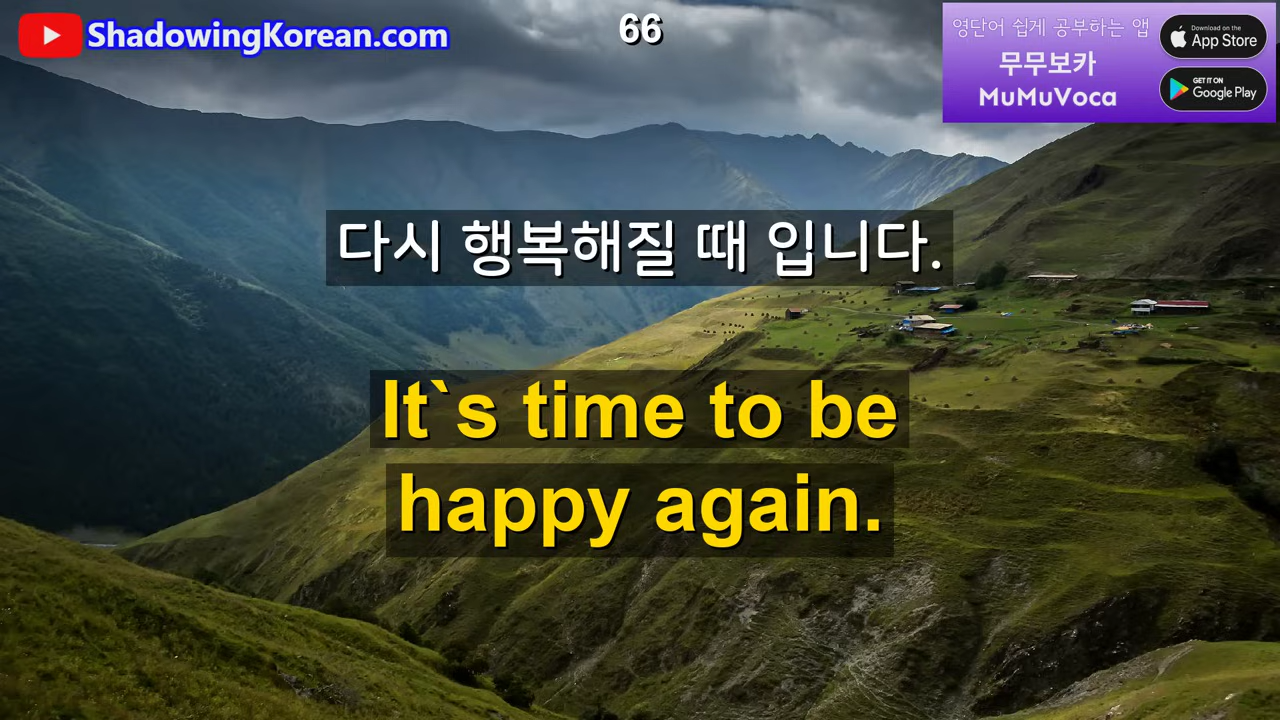 ShadowingKorean.com
66
영단어 쉽게 공부하는 앱
무무보카
MuMuVoca
Download on the
App Store
GET IT ON
Google Play
다시 행복해질 때 입니다.
It`s time to be
happy again.